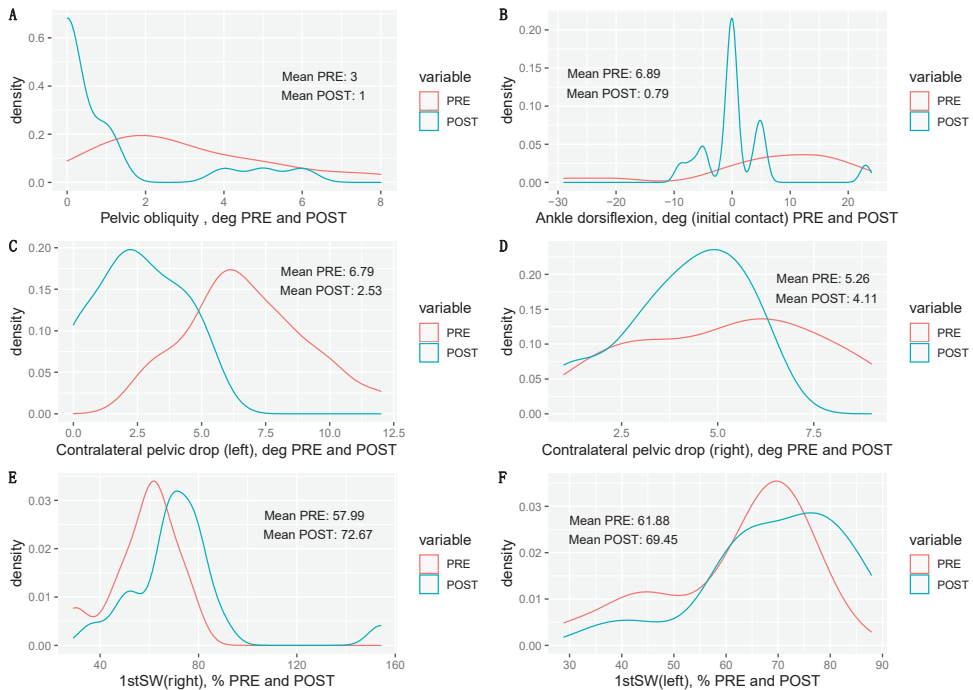 A
0.6
0.4
0.2
0.0
density
Mean PRE: 3
Mean POST: 1
0
2
4
6
8
Pelvic obliquity , deg PRE and POST
variable
PRE
POST
B
0.20
0.15
0.10
0.05
0.00
density
Mean PRE: 6.89
Mean POST: 0.79
−30
−20
−10
0
10
20
Ankle dorsiflexion, deg (initial contact) PRE and POST
variable
PRE
POST
C
0.20
0.15
0.10
0.05
0.00
density
Mean PRE: 6.79
Mean POST: 2.53
0.0
2.5
5.0
7.5
10.0
12.5
Contralateral pelvic drop (left), deg PRE and POST
variable
PRE
POST
D
0.20
0.15
0.10
0.05
0.00
density
Mean PRE: 5.26
Mean POST: 4.11
2.5
5.0
7.5
Contralateral pelvic drop (right), deg PRE and POST
variable
PRE
POST
E
0.03
0.02
0.01
0.00
density
Mean PRE: 57.99
Mean POST: 72.67
40
80
120
160
1stSW(right), % PRE and POST
variable
PRE
POST
F
0.03
0.02
0.01
0.00
density
Mean PRE: 61.88
Mean POST: 69.45
30
40
50
60
70
80
90
1stSW(left), % PRE and POST
variable
PRE
POST